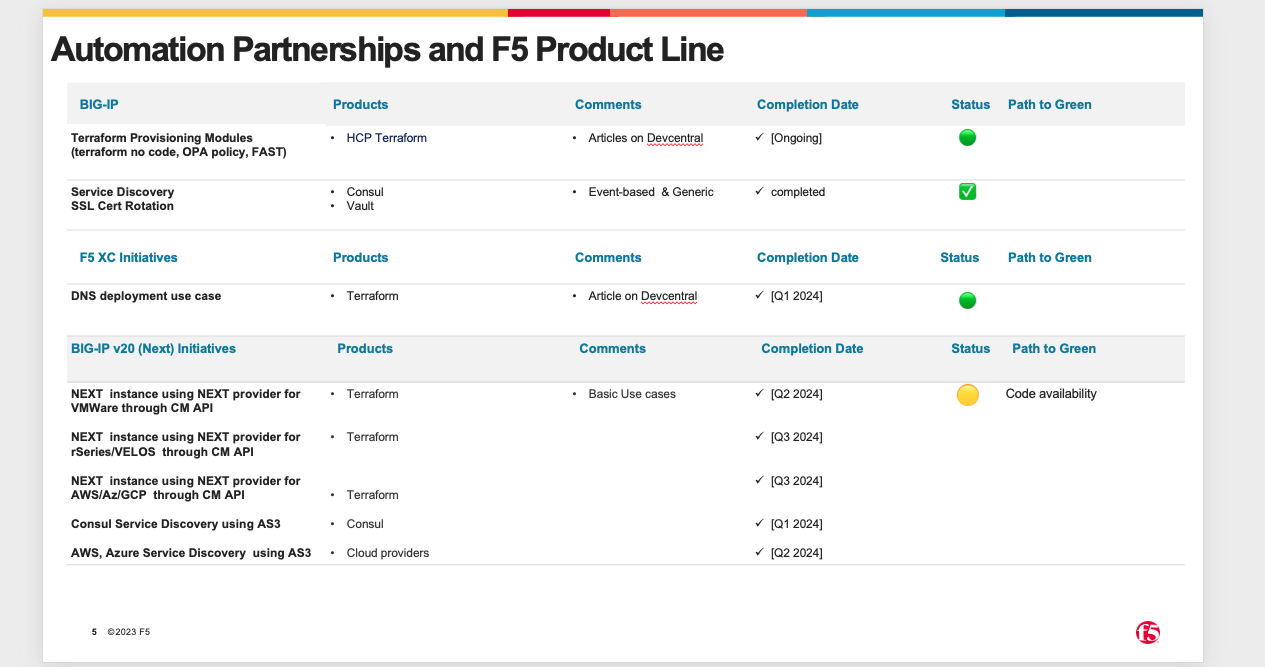 Automation Partnerships and F5 Product Line
BIG-IP Products Comments Completion Date Status Path to Green
Terraform Provisioning Modules • HCP Terraform • Articles on Devcentral ✓ [Ongoing]
(terraform no code, OPA policy, FAST)
Service Discovery • Consul • Event-based & Generic ✓ completed ✅
SSL Cert Rotation • Vault
F5 XC Initiatives Products Comments Completion Date Status Path to Green
DNS deployment use case • Terraform • Article on Devcentral ✓ [Q1 2024]
BIG-IP v20 (Next) Initiatives Products Comments Completion Date Status Path to Green
NEXT instance using NEXT provider for • Terraform • Basic Use cases ✓ [Q2 2024] Code availability
VMWare through CM API
NEXT instance using NEXT provider for • Terraform ✓ [Q3 2024]
rSeries/VELOS through CM API
NEXT instance using NEXT provider for ✓ [Q3 2024]
AWS/Az/GCP through CM API • Terraform
Consul Service Discovery using AS3 • Consul ✓ [Q1 2024]
AWS, Azure Service Discovery using AS3 • Cloud providers ✓ [Q2 2024]
5 ©2023 F5
f5